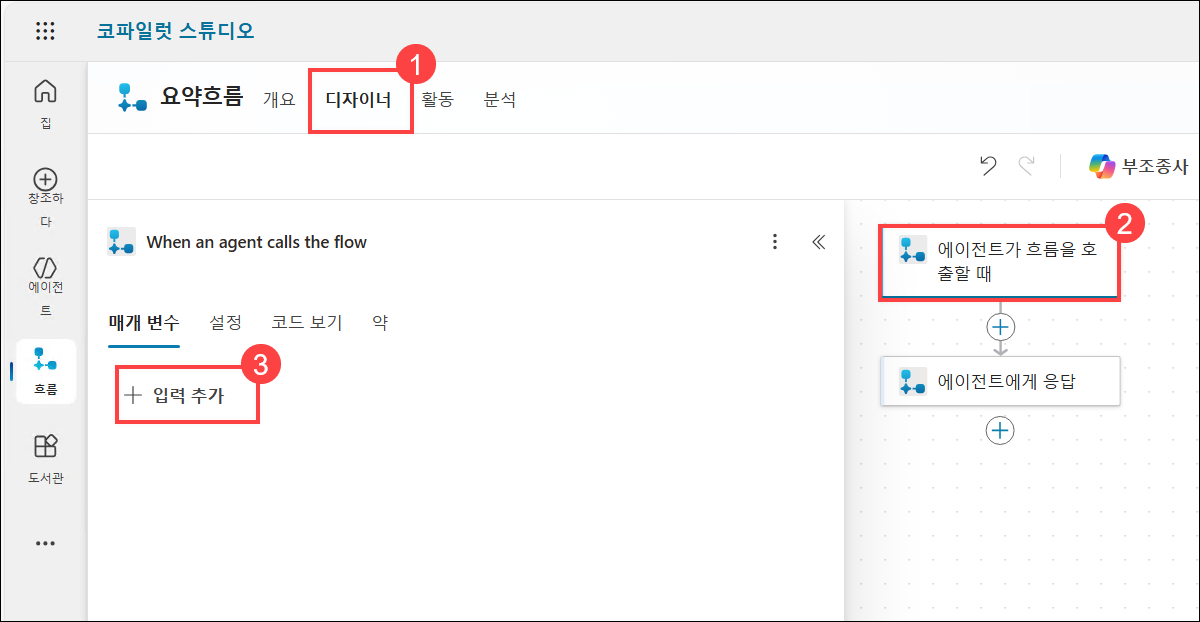 코파일럿 스튜디오
집
창조하
다
에이전
트
흐름
도서관
요약흐름
개요
디자이너
1
활동
분석
부조종사
When an agent calls the flow
매개 변수
설정
코드 보기
약
3
입력 추가
2
에이전트가 흐름을 호
출할 때
에이전트에게 응답